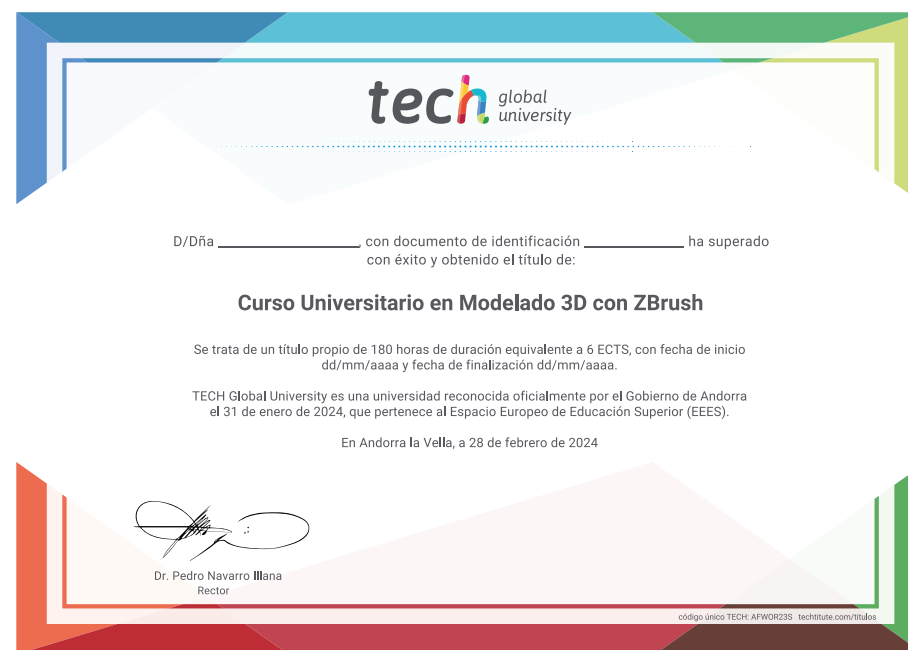 tech global university
D/Dña ____________________, con documento de identificación ______________ ha superado
con éxito y obtenido el título de:
Curso Universitario en Modelado 3D con ZBrush
Se trata de un título propio de 180 horas de duración equivalente a 6 ECTS, con fecha de inicio
dd/mm/aaaa y fecha de finalización dd/mm/aaaa.
TECH Global University es una universidad reconocida oficialmente por el Gobierno de Andorra
el 31 de enero de 2024, que pertenece al Espacio Europeo de Educación Superior (EEES).
En Andorra la Vella, a 28 de febrero de 2024
Dr. Pedro Navarro Illana
Rector
código único TECH: AFWOR23S techtitute.com/titulos